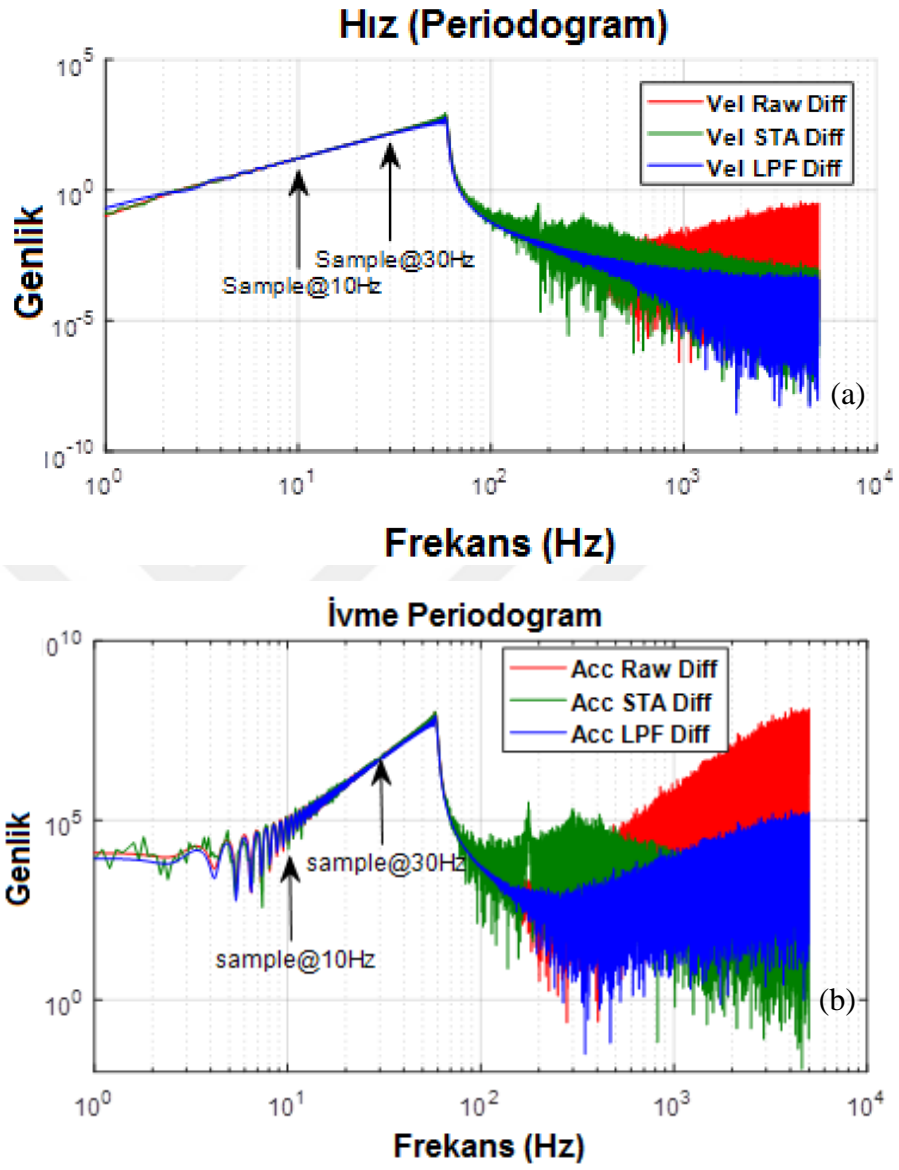 Hız (Periodogram)
10^5
10^0
10^-5
10^-10
Genlik
Vel Raw Diff
Vel STA Diff
Vel LPF Diff
Sample@10Hz
Sample@30Hz
(a)
10^0
10^1
10^2
10^3
10^4
Frekans (Hz)
İvme Periodogram
0^10
10^5
10^0
Genlik
Acc Raw Diff
Acc STA Diff
Acc LPF Diff
sample@30Hz
sample@10Hz
(b)
10^0
10^1
10^2
10^3
10^4
Frekans (Hz)